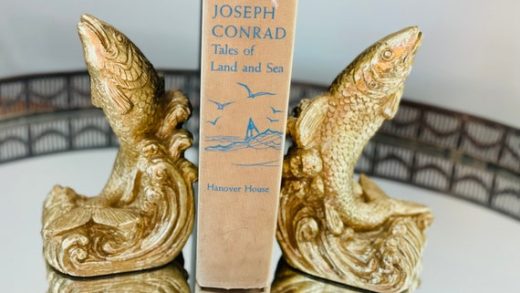 JOSEPH
CONRAD
Tales of
Land and Sea
Hanover House